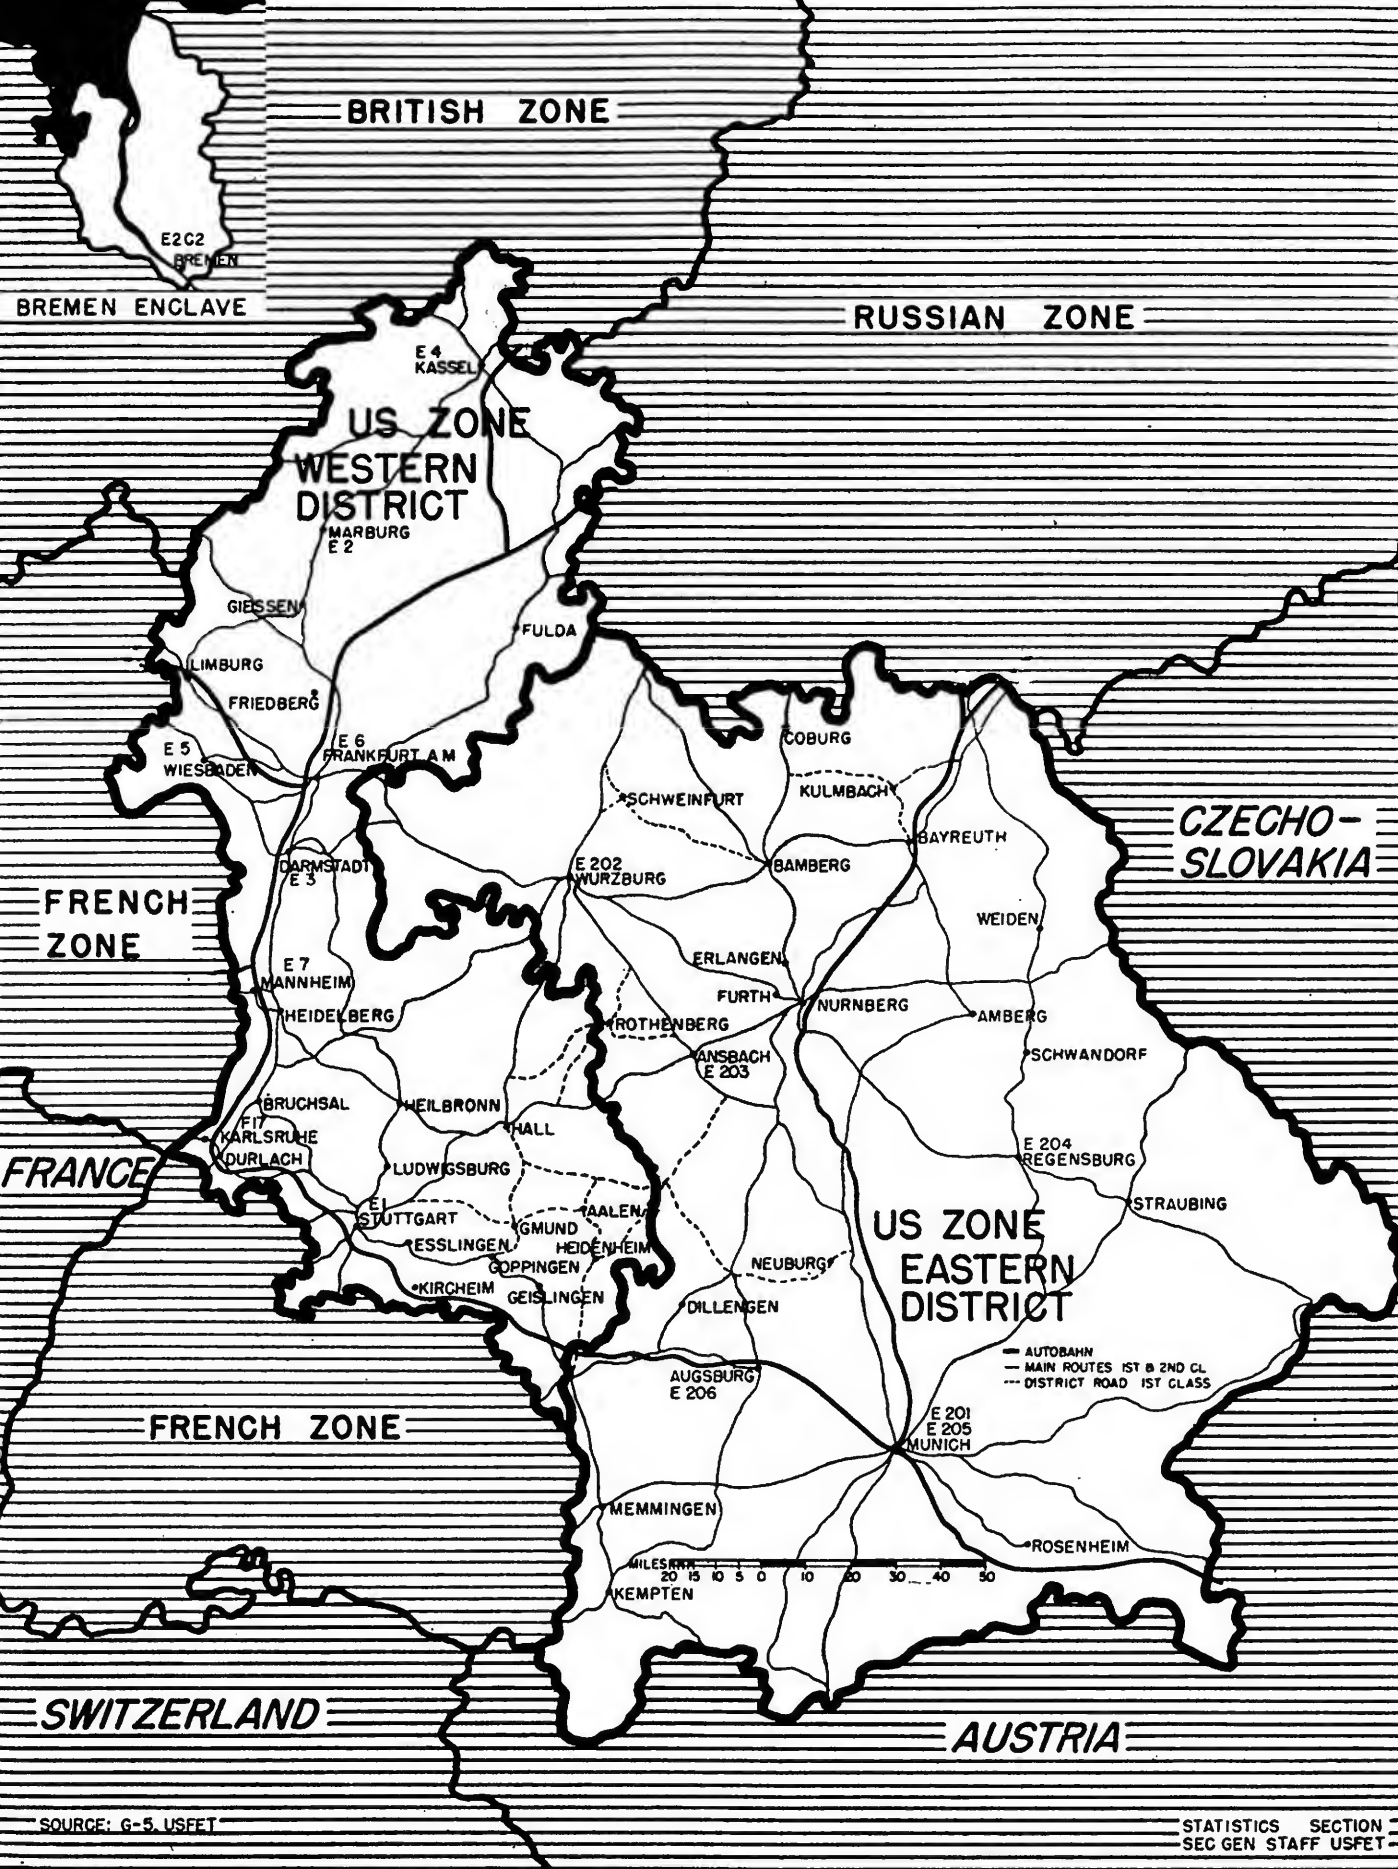 BRITISH ZONE
E2C2
BREMEN
BREMEN ENCLAVE
RUSSIAN ZONE
E 4
KASSEL
US ZONE
WESTERN
DISTRICT
MARBURG
E 2
GIESSEN
FULDA
LIMBURG
FRIEDBERG
E 5
WIESBADEN
E 6
FRANKFURT A M
COBURG
KULMBACH
SCHWEINFURT
CZECHO-
SLOVAKIA
BAYREUTH
DARMSTADT
E 3
E 202
WURZBURG
BAMBERG
FRENCH
ZONE
WEIDEN
E 7
MANNHEIM
ERLANGEN
FURTH
NURNBERG
HEIDELBERG
ROTHENBERG
AMBERG
ANSBACH
E 203
SCHWANDORF
BRUCHSAL
HEILBRONN
F17
KARLSRUHE
HALL
DURLACH
FRANCE
LUDWIGSBURG
E 204
REGENSBURG
STRAUBING
E1
STUTTGART
AALEN
GMUND
ESSLINGEN
HEIDENHEIM
GOPPINGEN
US ZONE
EASTERN
DISTRICT
NEUBURG
KIRCHEIM
GEISLINGEN
DILLENGEN
AUTOBAHN
MAIN ROUTES 1ST & 2ND CL
DISTRICT ROAD 1ST CLASS
AUGSBURG
E 206
FRENCH ZONE
E 201
E 205
MUNICH
MEMMINGEN
ROSENHEIM
MILES
20 15 10 5 0 10 20 30 40 50
KEMPTEN
SWITZERLAND
AUSTRIA
SOURCE: G-5, USFET
STATISTICS SECTION
SEC GEN STAFF USFET